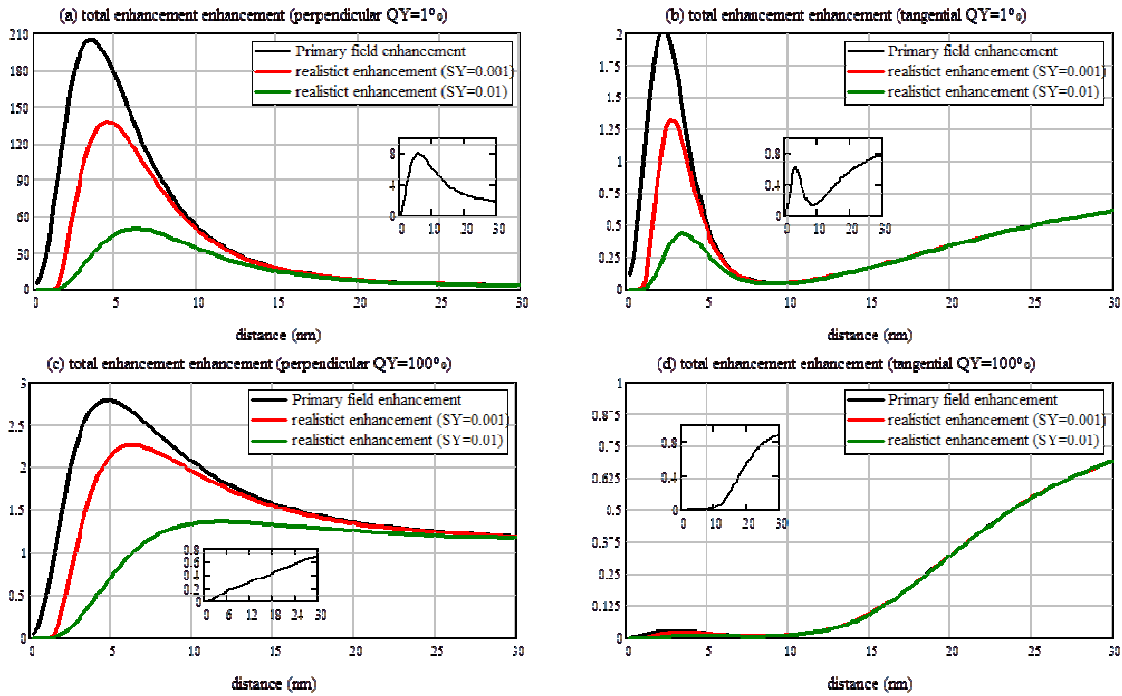 (a) total enhancement enhancement (perpendicular QY=1%)
210
180
150
120
90
60
30
0
Primary field enhancement
realistict enhancement (SY=0.001)
realistict enhancement (SY=0.01)
8
4
0
0 10 20 30
0 5 10 15 20 25 30
distance (nm)
(b) total enhancement enhancement (tangential QY=1%)
2
1.75
1.5
1.25
1
0.75
0.5
0.25
0
Primary field enhancement
realistict enhancement (SY=0.001)
realistict enhancement (SY=0.01)
0.8
0.4
0
0 10 20 30
0 5 10 15 20 25 30
distance (nm)
(c) total enhancement enhancement (perpendicular QY=100%)
3
2.5
2
1.5
1
0.5
0
Primary field enhancement
realistict enhancement (SY=0.001)
realistict enhancement (SY=0.01)
0.8
0.6
0.4
0.2
0
0 6 12 18 24 30
0 5 10 15 20 25 30
distance (nm)
(d) total enhancement enhancement (tangential QY=100%)
1
0.875
0.75
0.625
0.5
0.375
0.25
0.125
0
Primary field enhancement
realistict enhancement (SY=0.001)
realistict enhancement (SY=0.01)
0.8
0.4
0
0 10 20 30
0 5 10 15 20 25 30
distance (nm)